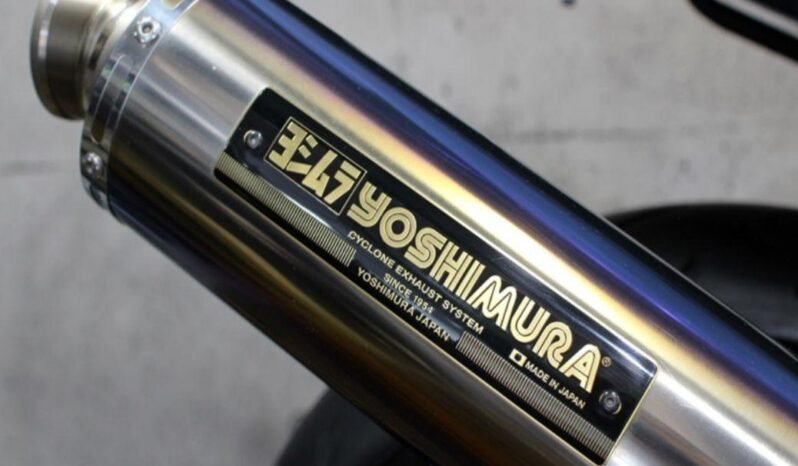 ヨシムラ YOSHIMURA®
CYCLONE EXHAUST SYSTEM
SINCE 1954
YOSHIMURA JAPAN
MADE IN JAPAN